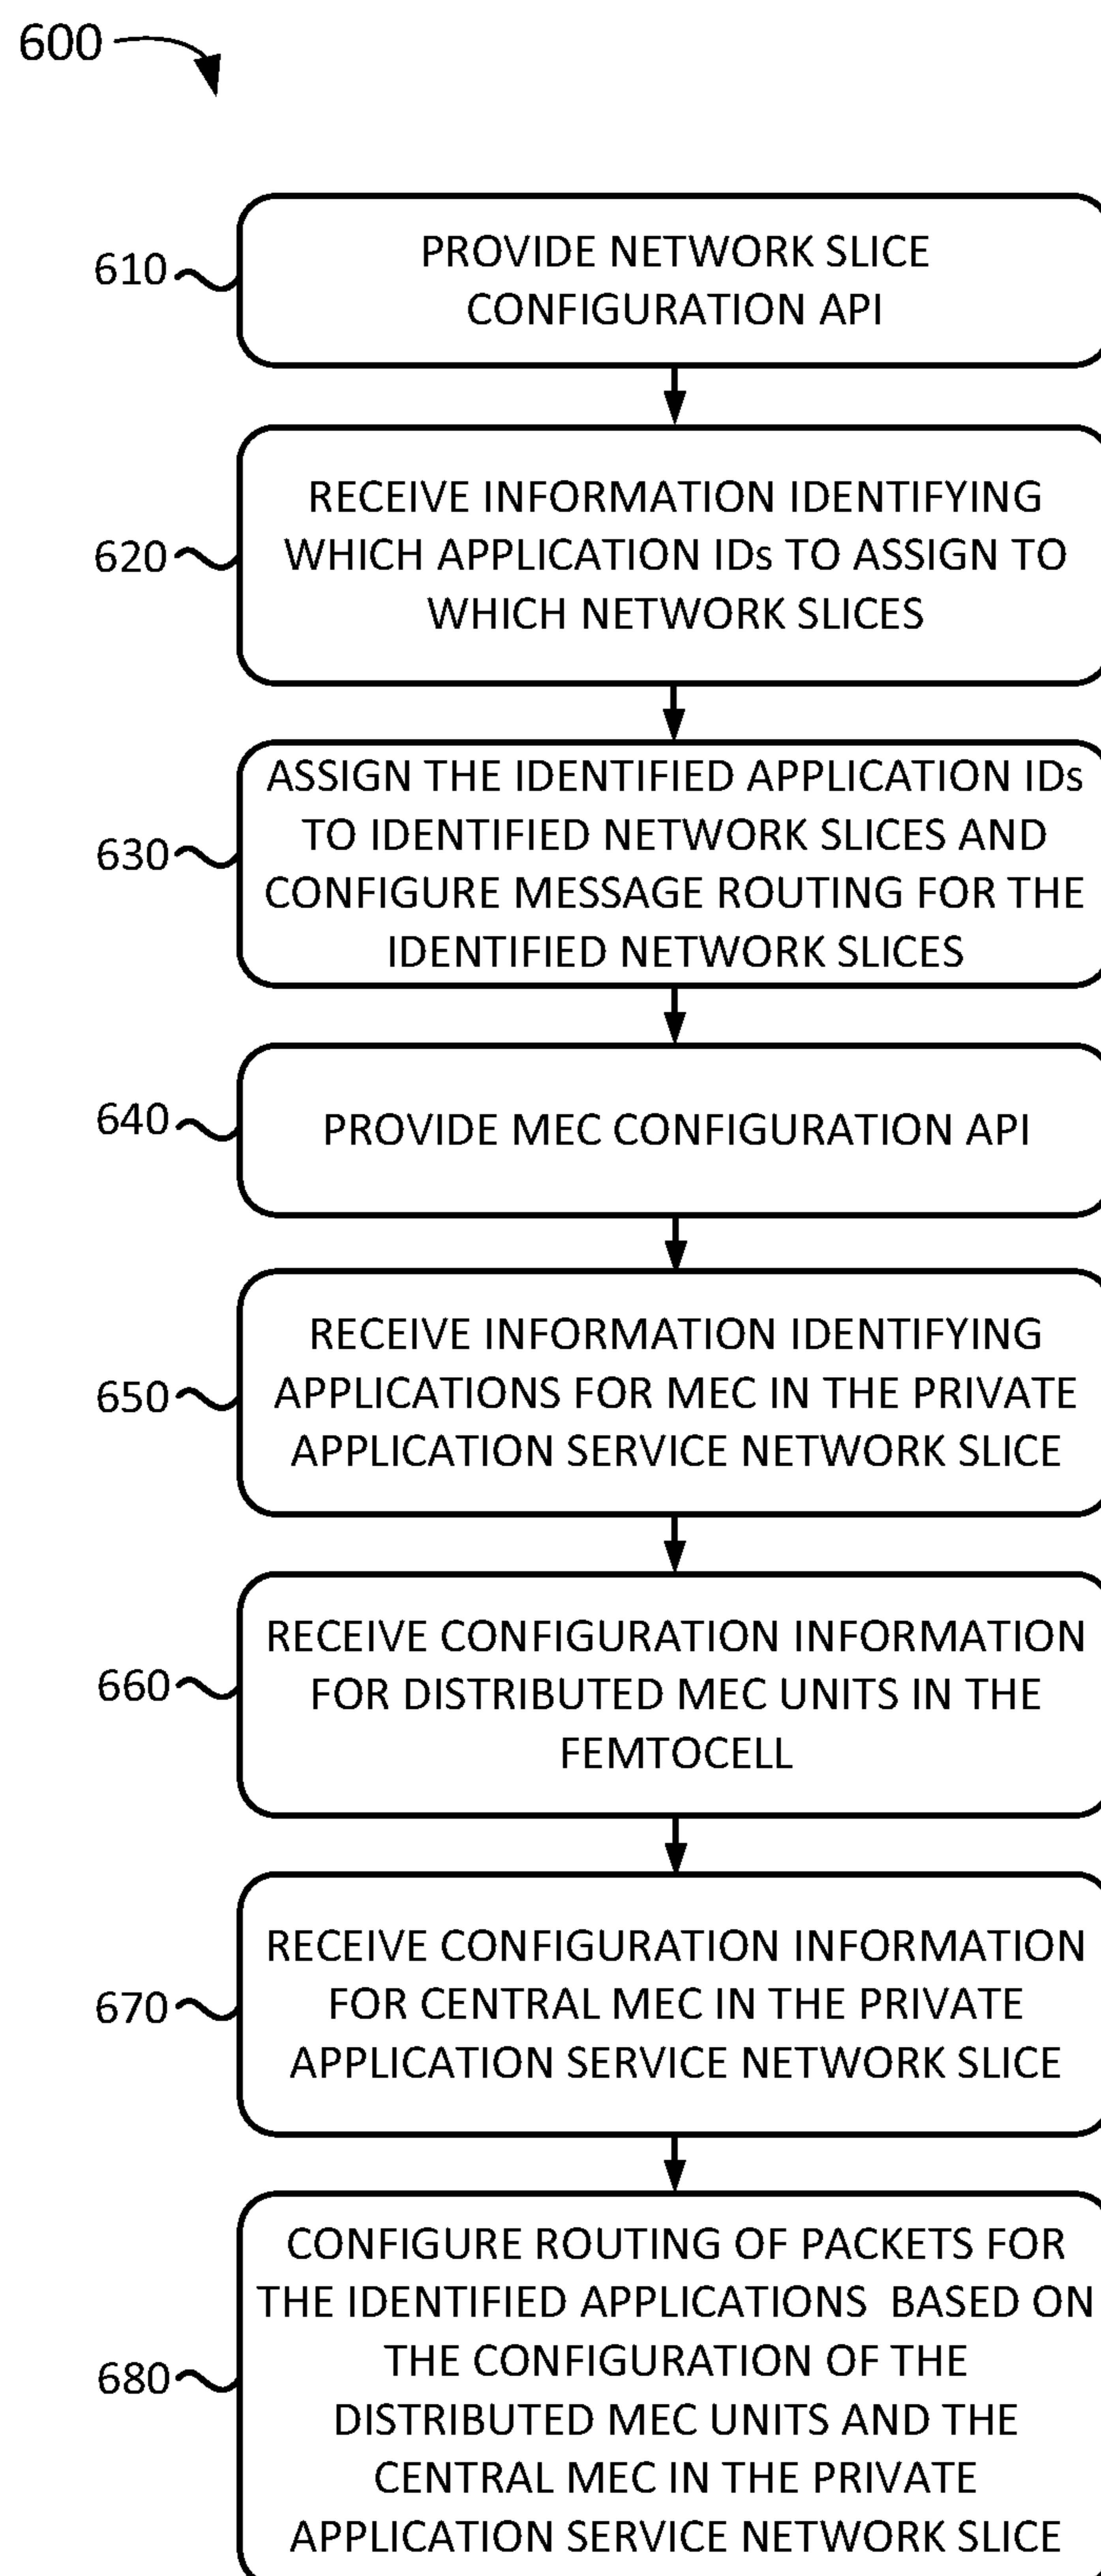 600
610
PROVIDE NETWORK SLICE
CONFIGURATION API
620
RECEIVE INFORMATION IDENTIFYING
WHICH APPLICATION IDs TO ASSIGN TO
WHICH NETWORK SLICES
630
ASSIGN THE IDENTIFIED APPLICATION IDs
TO IDENTIFIED NETWORK SLICES AND
CONFIGURE MESSAGE ROUTING FOR THE
IDENTIFIED NETWORK SLICES
640
PROVIDE MEC CONFIGURATION API
650
RECEIVE INFORMATION IDENTIFYING
APPLICATIONS FOR MEC IN THE PRIVATE
APPLICATION SERVICE NETWORK SLICE
660
RECEIVE CONFIGURATION INFORMATION
FOR DISTRIBUTED MEC UNITS IN THE
FEMTOCELL
670
RECEIVE CONFIGURATION INFORMATION
FOR CENTRAL MEC IN THE PRIVATE
APPLICATION SERVICE NETWORK SLICE
680
CONFIGURE ROUTING OF PACKETS FOR
THE IDENTIFIED APPLICATIONS  BASED ON
THE CONFIGURATION OF THE
DISTRIBUTED MEC UNITS AND THE
CENTRAL MEC IN THE PRIVATE
APPLICATION SERVICE NETWORK SLICE